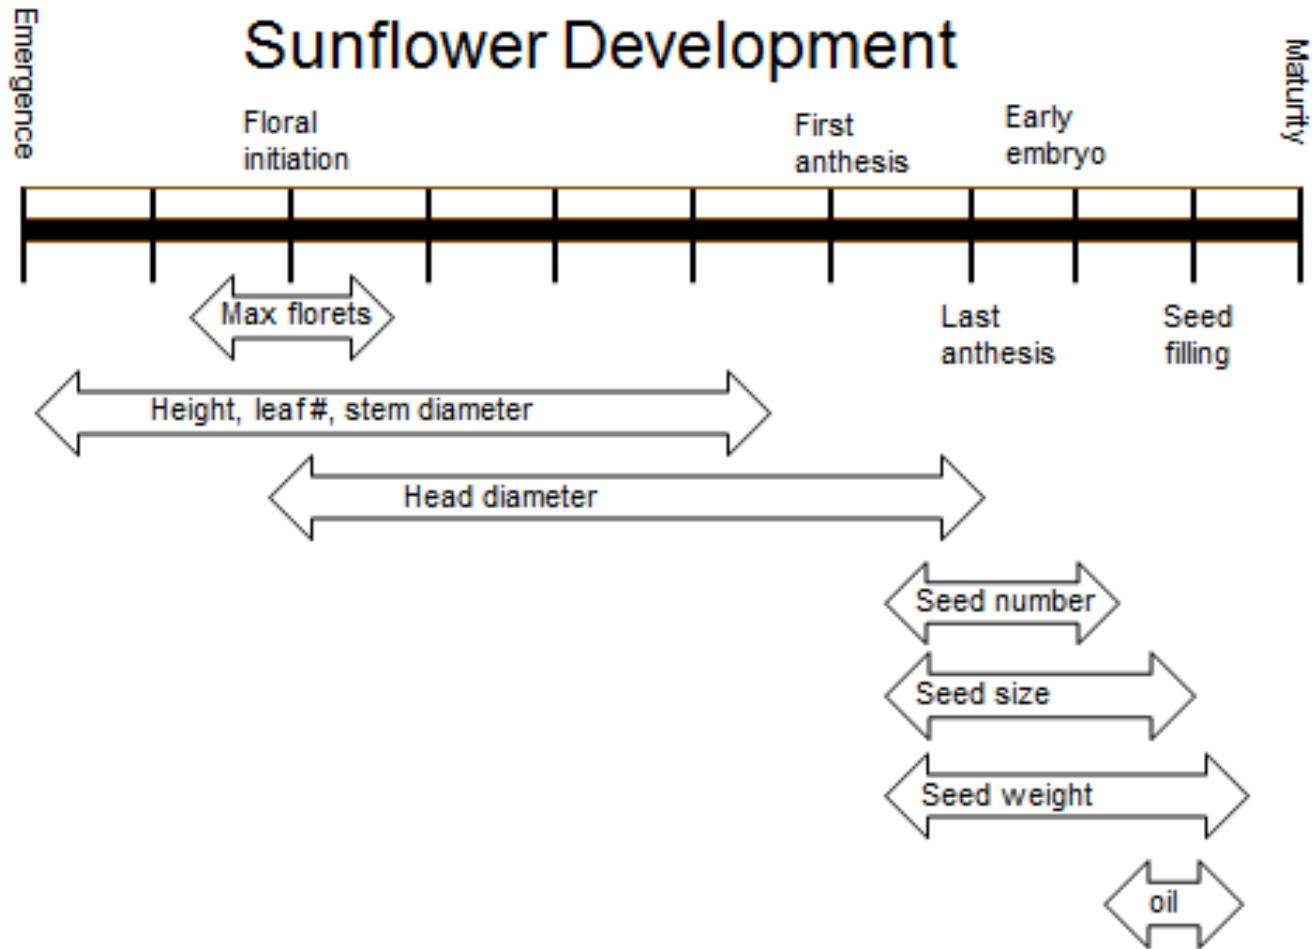 Sunflower Development
Emergence
Maturity
Floral
initiation
First
anthesis
Early
embryo
Last
anthesis
Seed
filling
Max florets
Height, leaf#, stem diameter
Head diameter
Seed number
Seed size
Seed weight
oil